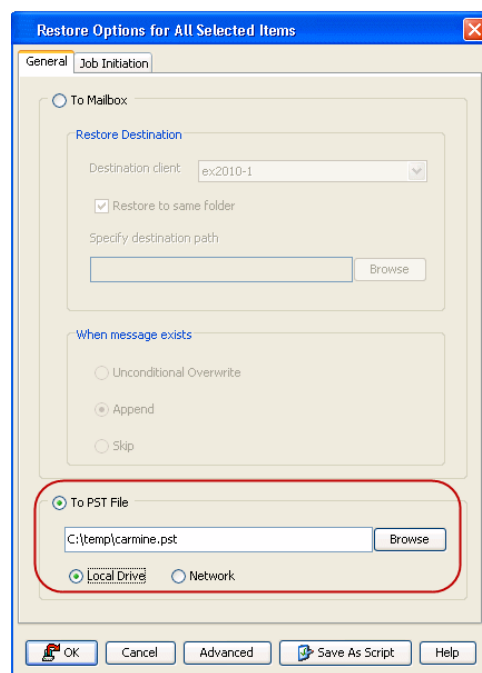 Restore Options for All Selected Items
General Job Initiation
To Mailbox
Restore Destination
Destination client ex2010-1
Restore to same folder
Specify destination path
Browse
When message exists
Unconditional Overwrite
Append
Skip
To PST File
C:\temp\carmine.pst Browse
Local Drive Network
OK Cancel Advanced Save As Script Help